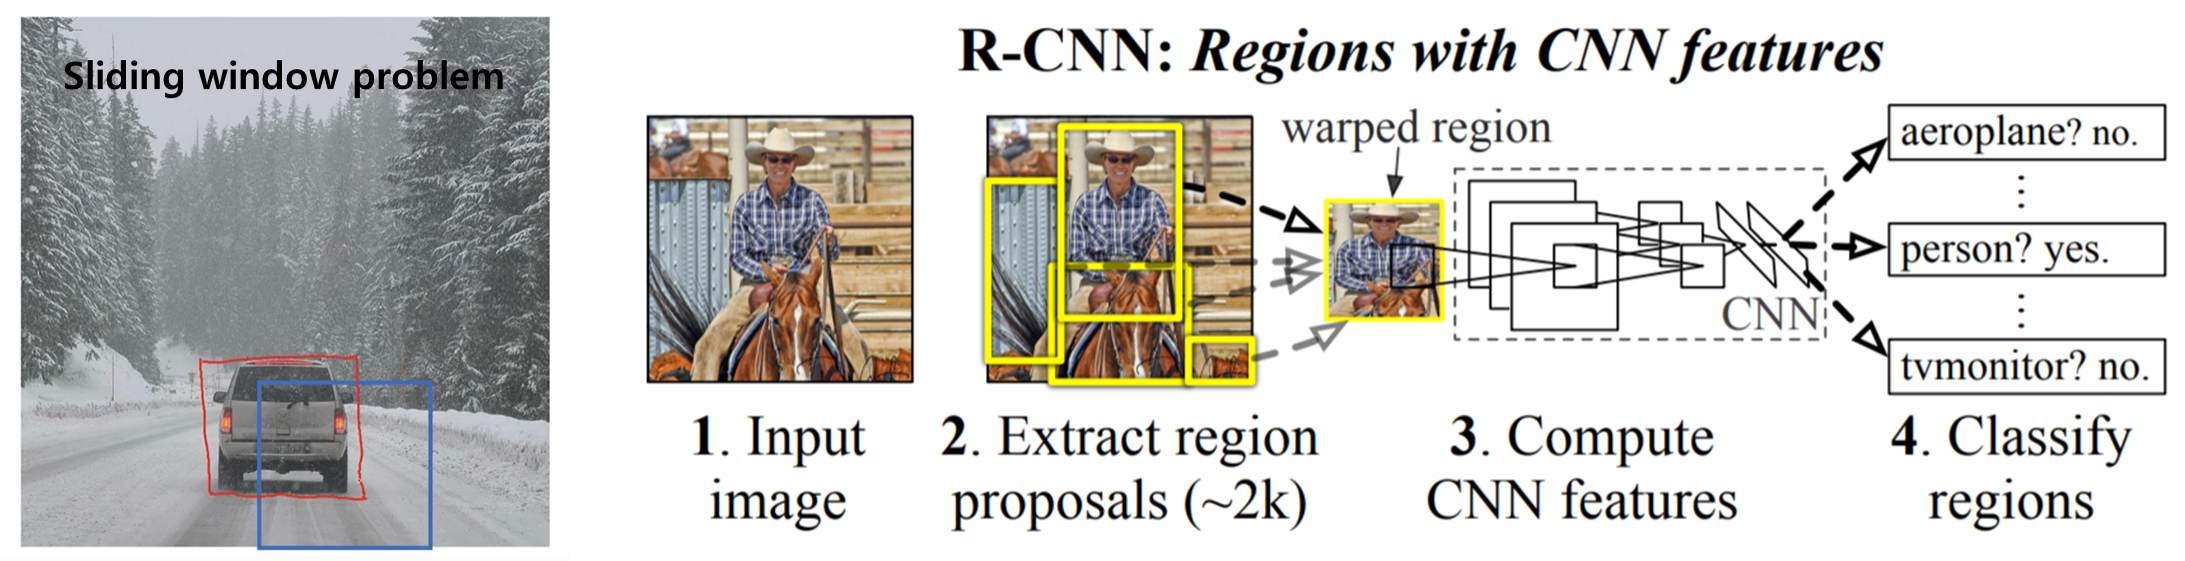 Sliding window problem
R-CNN: Regions with CNN features
warped region
aeroplane? no.
⋮
person? yes.
⋮
tvmonitor? no.
CNN
1. Input
image
2. Extract region
proposals (~2k)
3. Compute
CNN features
4. Classify
regions